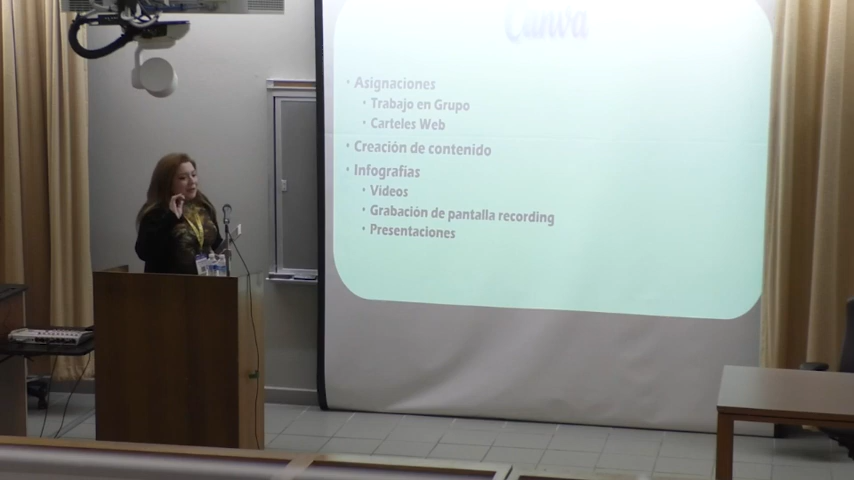 Canva
• Asignaciones
• Trabajo en Grupo
• Carteles Web
• Creación de contenido
• Infografías
• Videos
• Grabación de pantalla recording
• Presentaciones